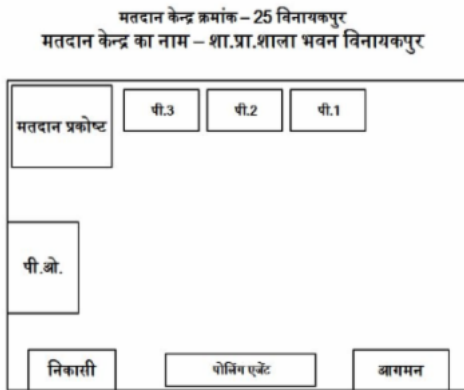 मतदान केन्द्र क्रमांक – 25 विनायकपुर
मतदान केन्द्र का नाम – शा.प्रा.शाला भवन विनायकपुर
मतदान प्रकोष्ट
पी.3
पी.2
पी.1
पी.ओ.
निकासी
पोलिंग एजेंट
आगमन